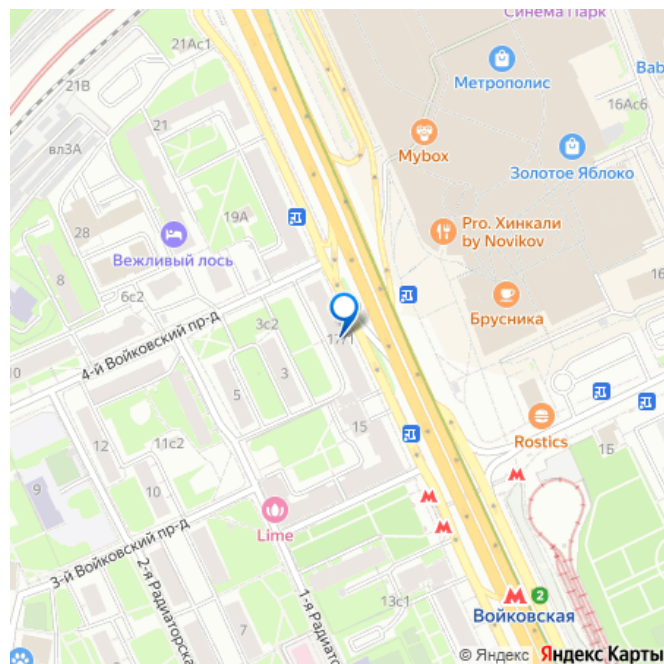 Синема Парк
21Ас1
Метрополис
Bab
21В
16Ас6
21
вл3А
Mybox
Золотое Яблоко
19А
28
Pro. Хинкали
by Novikov
Вежливый лось
8
6с2
16
Брусника
3с2
17/1
4-й Войковский пр-д
10
3
5
Rostics
15
12
11с2
1Б
9
10
Lime
3-й Войковский пр-д
2-я Радиаторска
1-я Радиат
13с1
2
Войковская
7
© Яндекс Яндекс Карты